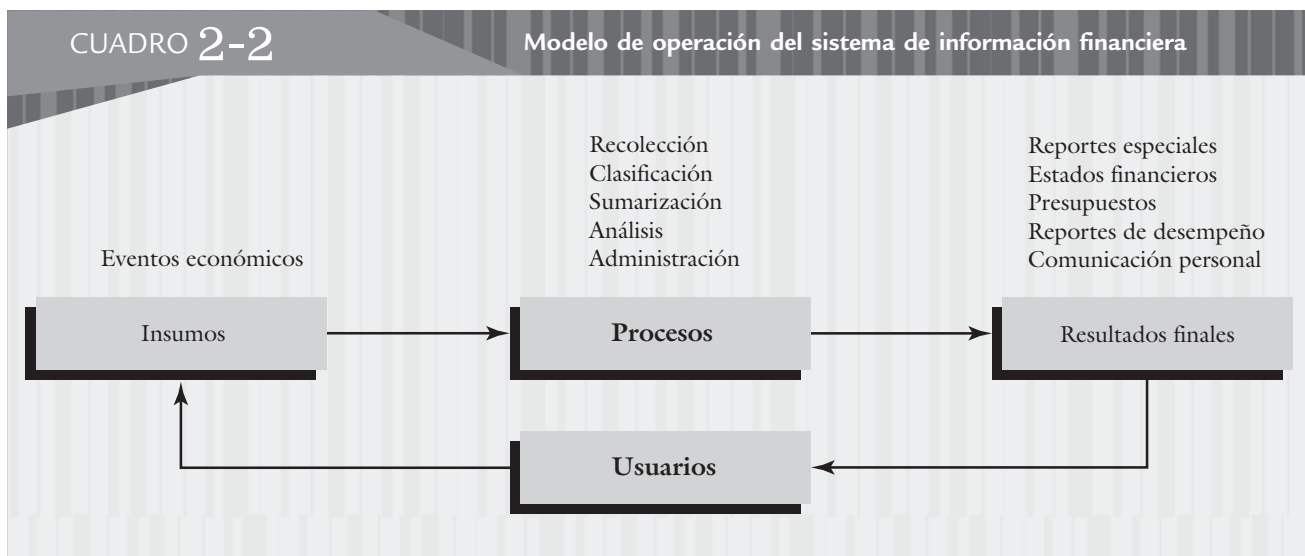 CUADRO 2-2
Modelo de operación del sistema de información financiera
Eventos económicos
Insumos
Recolección
Clasificación
Sumarización
Análisis
Administración
Procesos
Reportes especiales
Estados financieros
Presupuestos
Reportes de desempeño
Comunicación personal
Resultados finales
Usuarios